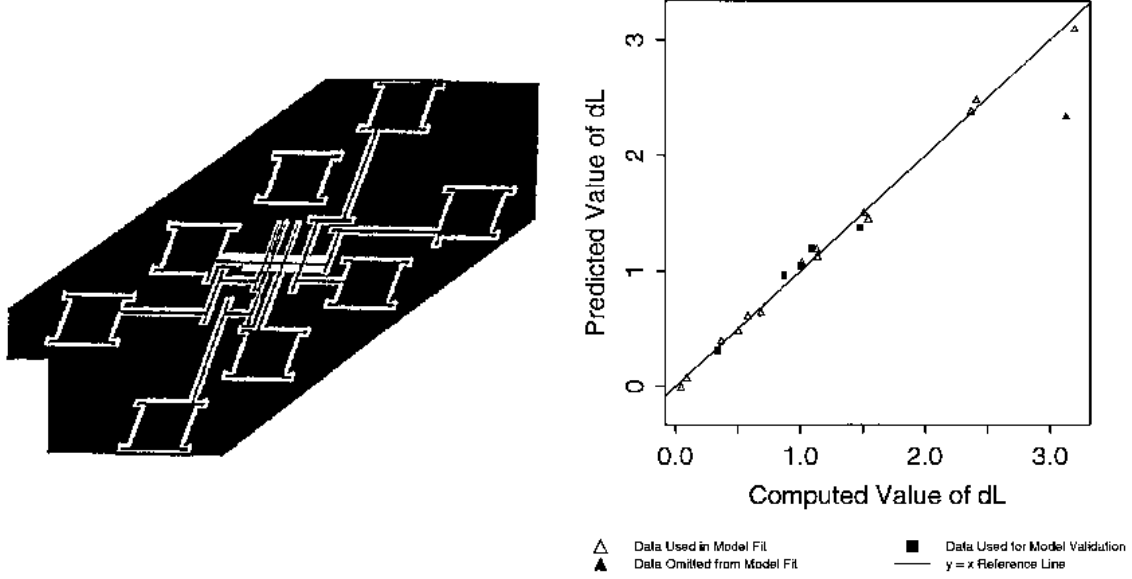 3
2
1
0
Predicted Value of dL
0.0 1.0 2.0 3.0
Computed Value of dL
Data Used in Model Fit
Data Used for Model Validation
Data Omitted from Model Fit
y = x Reference Line